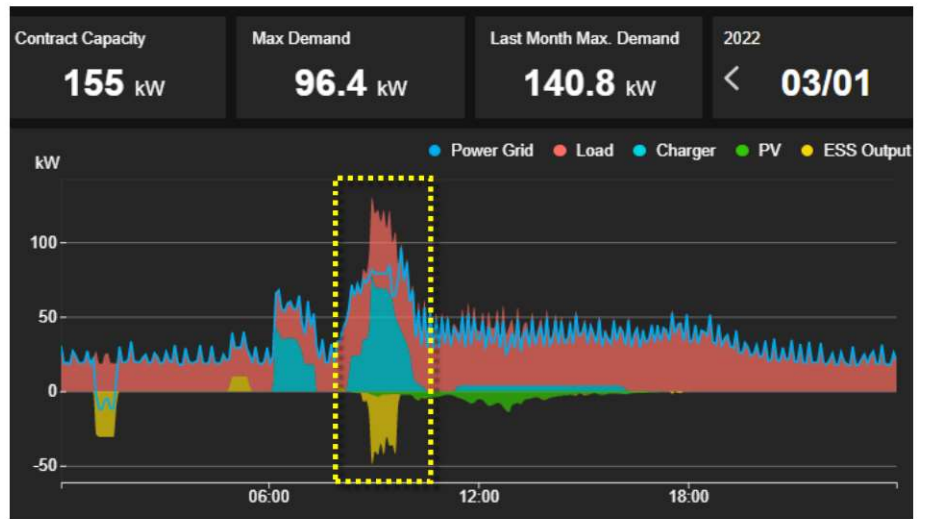 Contract Capacity
155 kW
Max Demand
96.4 kW
Last Month Max. Demand
140.8 kW
2022
< 03/01
kW
Power Grid Load Charger PV ESS Output
100
50
0
-50
06:00 12:00 18:00